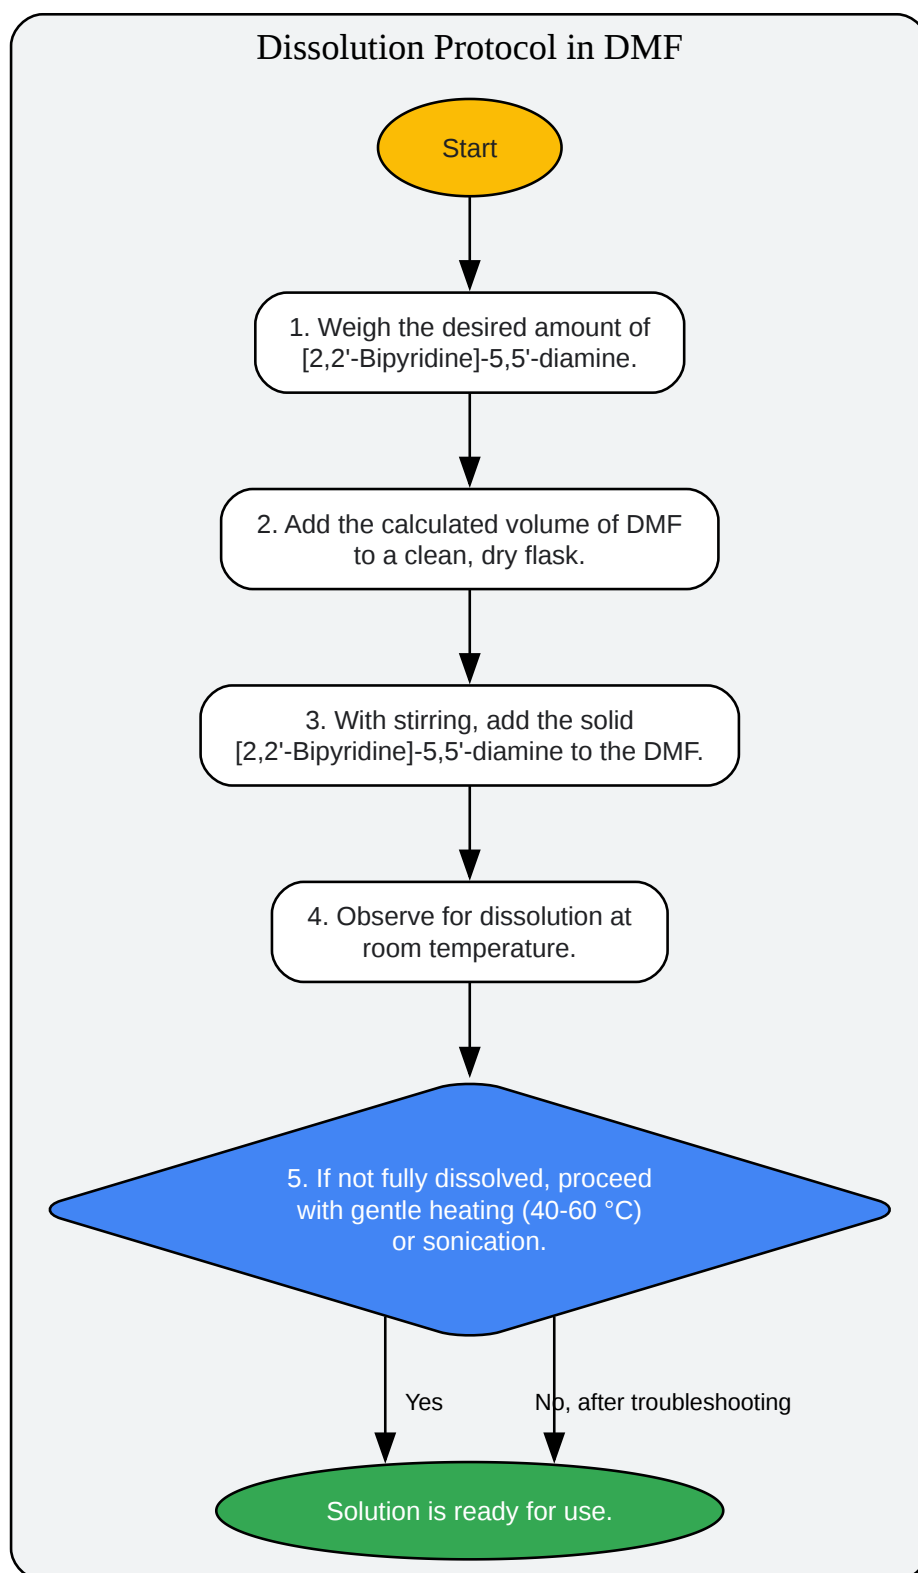 Dissolution Protocol in DMF
Start
1. Weigh the desired amount of
[2,2'-Bipyridine]-5,5'-diamine.
2. Add the calculated volume of DMF
to a clean, dry flask.
3. With stirring, add the solid
[2,2'-Bipyridine]-5,5'-diamine to the DMF.
4. Observe for dissolution at
room temperature.
5. If not fully dissolved, proceed
with gentle heating (40-60 °C)
or sonication.
Yes
No, after troubleshooting
Solution is ready for use.